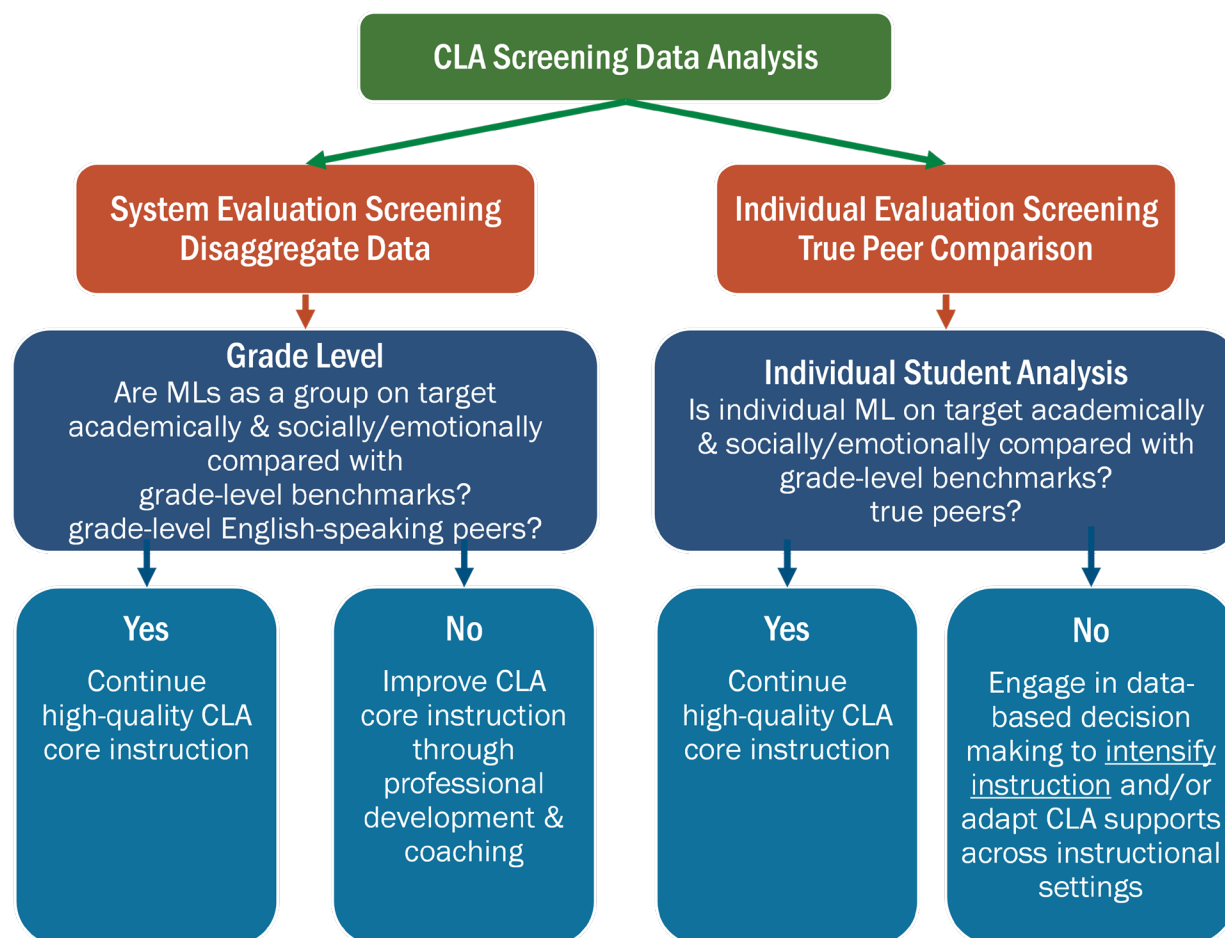 CLA Screening Data Analysis
System Evaluation Screening
Disaggregate Data
Individual Evaluation Screening
True Peer Comparison
Grade Level
Are MLs as a group on target
academically & socially/emotionally
compared with
grade-level benchmarks?
grade-level English-speaking peers?
Individual Student Analysis
Is individual ML on target academically
& socially/emotionally compared with
grade-level benchmarks?
true peers?
Yes
Continue
high-quality CLA
core instruction
No
Improve CLA
core instruction
through
professional
development &
coaching
Yes
Continue
high-quality CLA
core instruction
No
Engage in data-
based decision
making to intensify
instruction and/or
adapt CLA supports
across instructional
settings